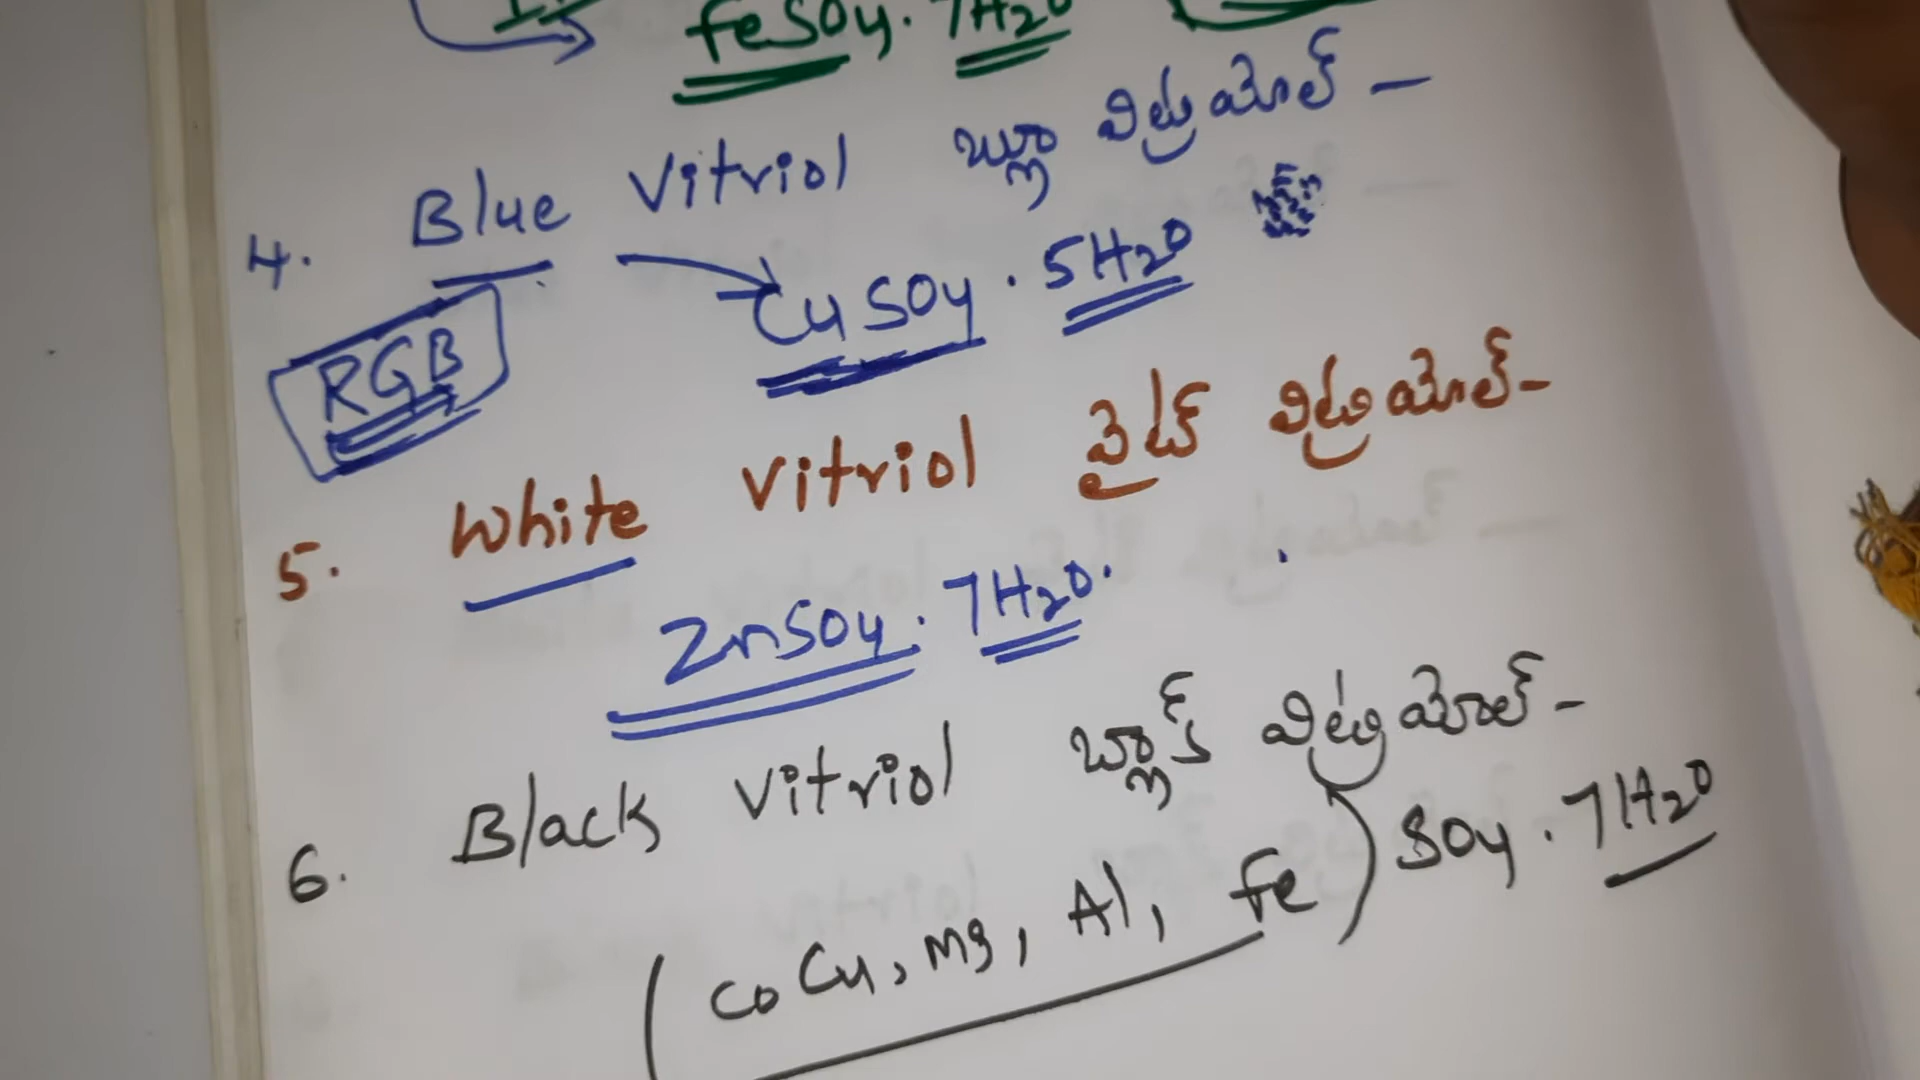 FeSO4. 7H2O
4. Blue Vitriol బ్లూ విట్రియోల్ -
CuSO4 . 5H2O
RGB
5. White Vitriol వైట్ విట్రియోల్ -
ZnSO4 . 7H2O.
6. Black Vitriol బ్లాక్ విట్రియోల్ -
(Co Cu, Mg, Al, Fe) SO4 . 7H2O